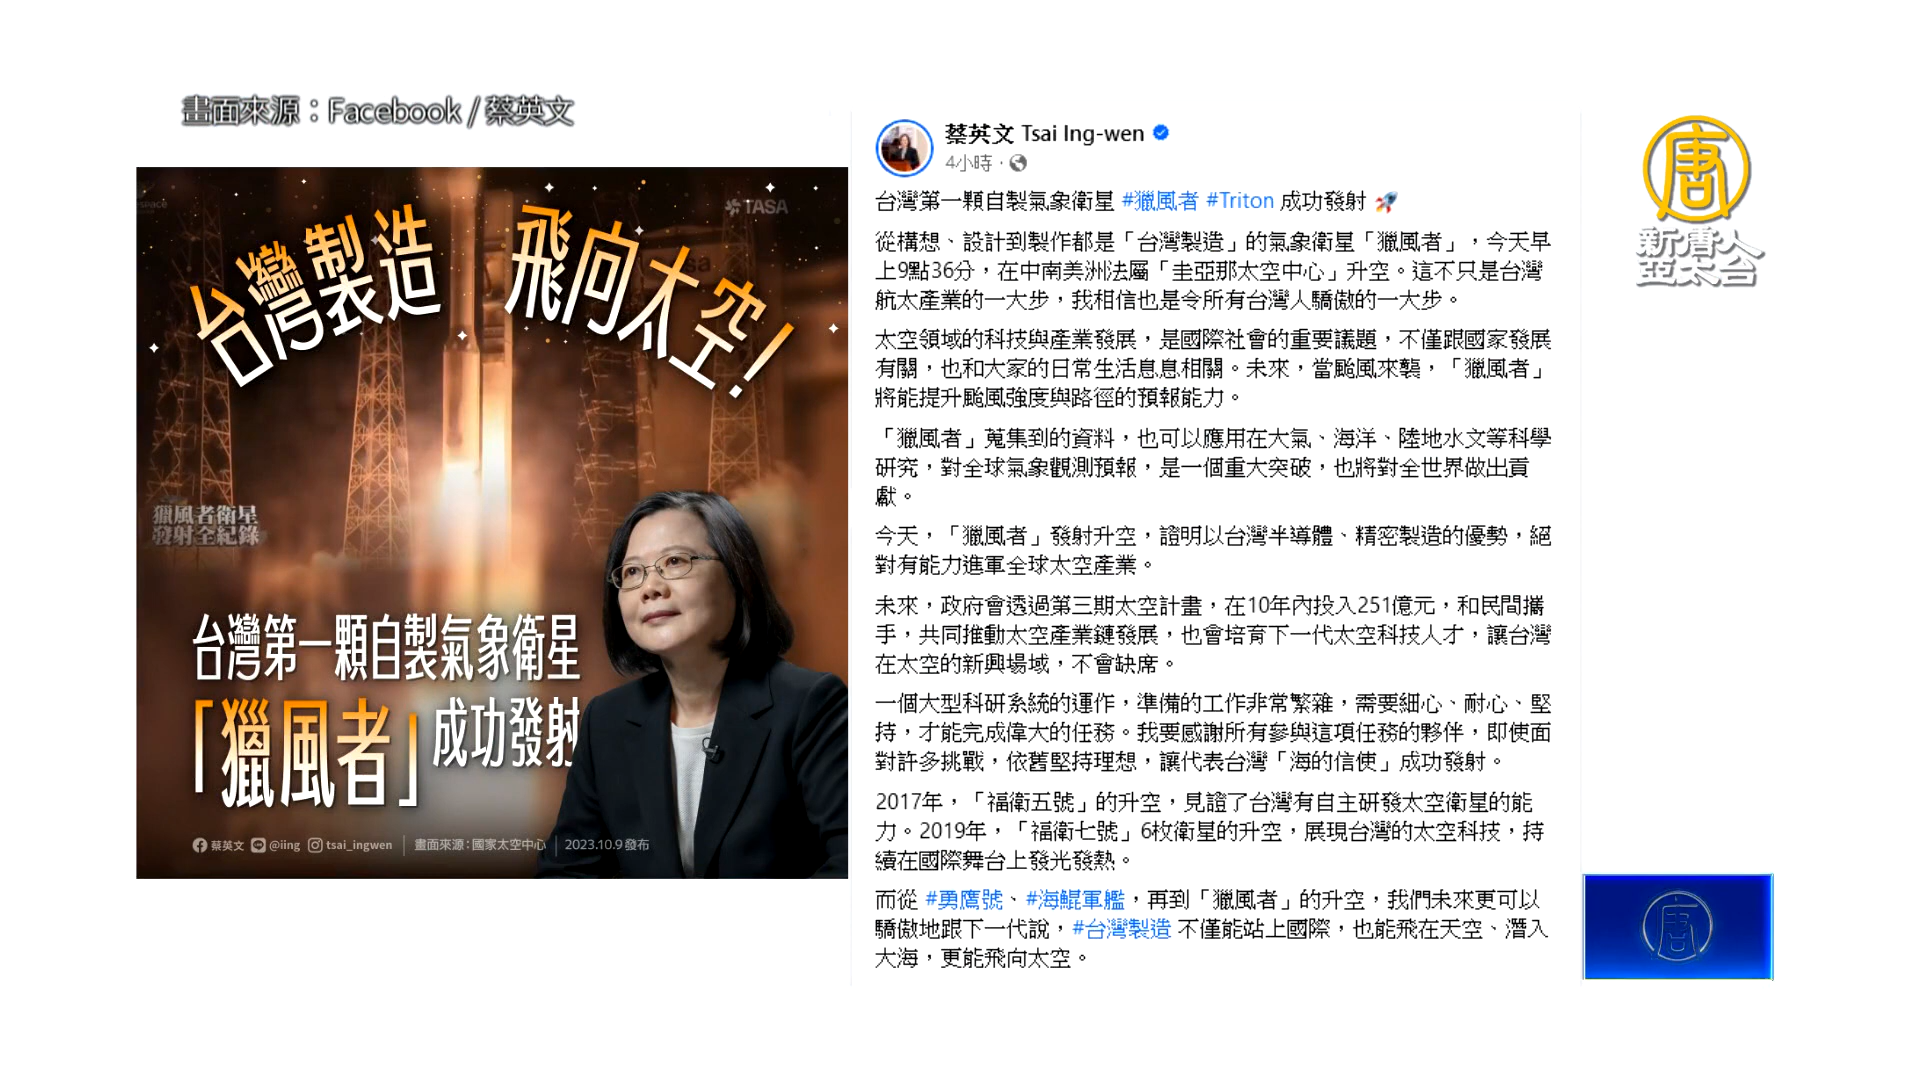 畫面來源：Facebook / 蔡英文
space
TASA
台灣製造 飛向太空!
獵風者衛星
發射全紀錄
台灣第一顆自製氣象衛星
「獵風者」成功發射
蔡英文 @iing tsai_ingwen | 畫面來源：國家太空中心 | 2023.10.9發布
蔡英文 Tsai Ing-wen
4小時 ·
台灣第一顆自製氣象衛星 #獵風者 #Triton 成功發射 🚀
從構想、設計到製作都是「台灣製造」的氣象衛星「獵風者」，今天早
上9點36分，在中南美洲法屬「圭亞那太空中心」升空。這不只是台灣
航太產業的一大步，我相信也是令所有台灣人驕傲的一大步。
太空領域的科技與產業發展，是國際社會的重要議題，不僅跟國家發展
有關，也和大家的日常生活息息相關。未來，當颱風來襲，「獵風者」
將能提升颱風強度與路徑的預報能力。
「獵風者」蒐集到的資料，也可以應用在大氣、海洋、陸地水文等科學
研究，對全球氣象觀測預報，是一個重大突破，也將對全世界做出貢
獻。
今天，「獵風者」發射升空，證明以台灣半導體、精密製造的優勢，絕
對有能力進軍全球太空產業。
未來，政府會透過第三期太空計畫，在10年內投入251億元，和民間攜
手，共同推動太空產業鏈發展，也會培育下一代太空科技人才，讓台灣
在太空的新興場域，不會缺席。
一個大型科研系統的運作，準備的工作非常繁雜，需要細心、耐心、堅
持，才能完成偉大的任務。我要感謝所有參與這項任務的夥伴，即使面
對許多挑戰，依舊堅持理想，讓代表台灣「海的信使」成功發射。
2017年，「福衛五號」的升空，見證了台灣有自主研發太空衛星的能
力。2019年，「福衛七號」6枚衛星的升空，展現台灣的太空科技，持
續在國際舞台上發光發熱。
而從 #勇鷹號、#海鯤軍艦，再到「獵風者」的升空，我們未來更可以
驕傲地跟下一代說，#台灣製造 不僅能站上國際，也能飛在天空、潛入
大海，更能飛向太空。
唐
新唐人
亞太台
唐